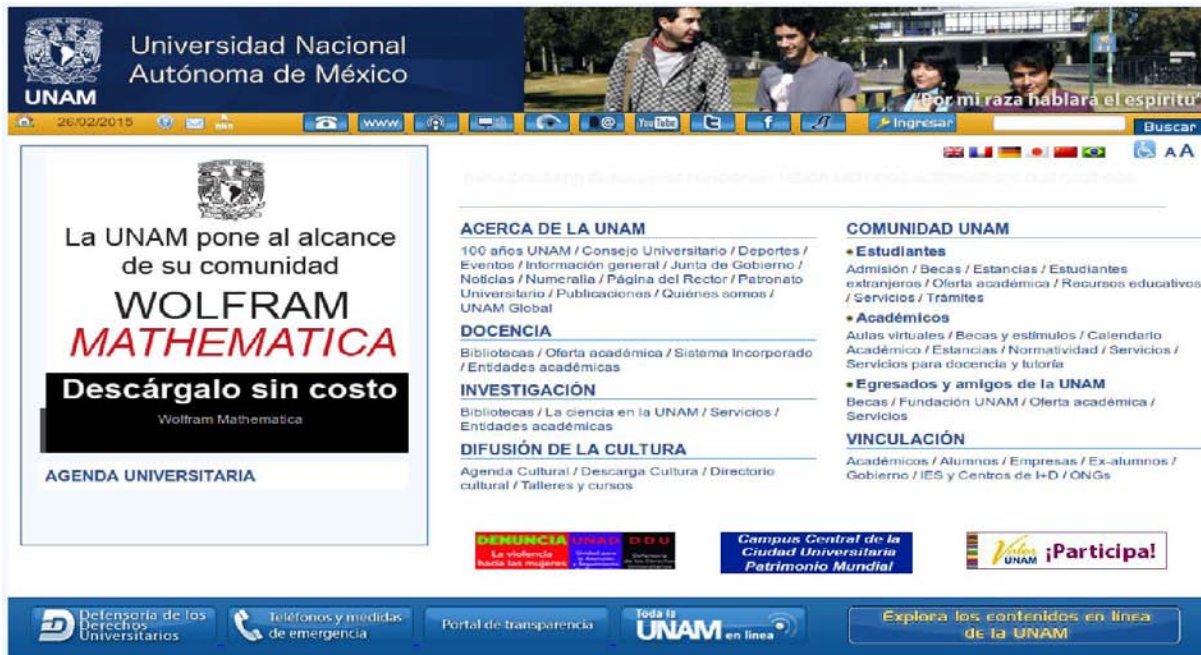 Universidad Nacional
Autónoma de México
UNAM
"Por mi raza hablará el espíritu"
26/02/2015
www
@
You Tube
f
Ingresar
Buscar
A A
La UNAM pone al alcance
de su comunidad
WOLFRAM
MATHEMATICA
Descárgalo sin costo
Wolfram Mathematica
AGENDA UNIVERSITARIA
ACERCA DE LA UNAM
100 años UNAM / Consejo Universitario / Deportes /
Eventos / Información general / Junta de Gobierno /
Noticias / Numeralia / Página del Rector / Patronato
Universitario / Publicaciones / Quiénes somos /
UNAM Global
DOCENCIA
Bibliotecas / Oferta académica / Sistema Incorporado
/ Entidades académicas
INVESTIGACIÓN
Bibliotecas / La ciencia en la UNAM / Servicios /
Entidades académicas
DIFUSIÓN DE LA CULTURA
Agenda Cultural / Descarga Cultura / Directorio
cultural / Talleres y cursos
COMUNIDAD UNAM
• Estudiantes
Admisión / Becas / Estancias / Estudiantes
extranjeros / Oferta académica / Recursos educativos
/ Servicios / Trámites
• Académicos
Aulas virtuales / Becas y estímulos / Calendario
Académico / Estancias / Normatividad / Servicios /
Servicios para docencia y tutoría
• Egresados y amigos de la UNAM
Becas / Fundación UNAM / Oferta académica /
Servicios
VINCULACIÓN
Académicos / Alumnos / Empresas / Ex-alumnos /
Gobierno / IES y Centros de I+D / ONGs
DENUNCIA UNAD DDU
La violencia
hacia las mujeres
Campus Central de la
Ciudad Universitaria
Patrimonio Mundial
UNAM ¡Participa!
Defensoría de los
Derechos
Universitarios
Teléfonos y medidas
de emergencia
Portal de transparencia
Toda la
UNAM en línea
Explora los contenidos en línea
de la UNAM